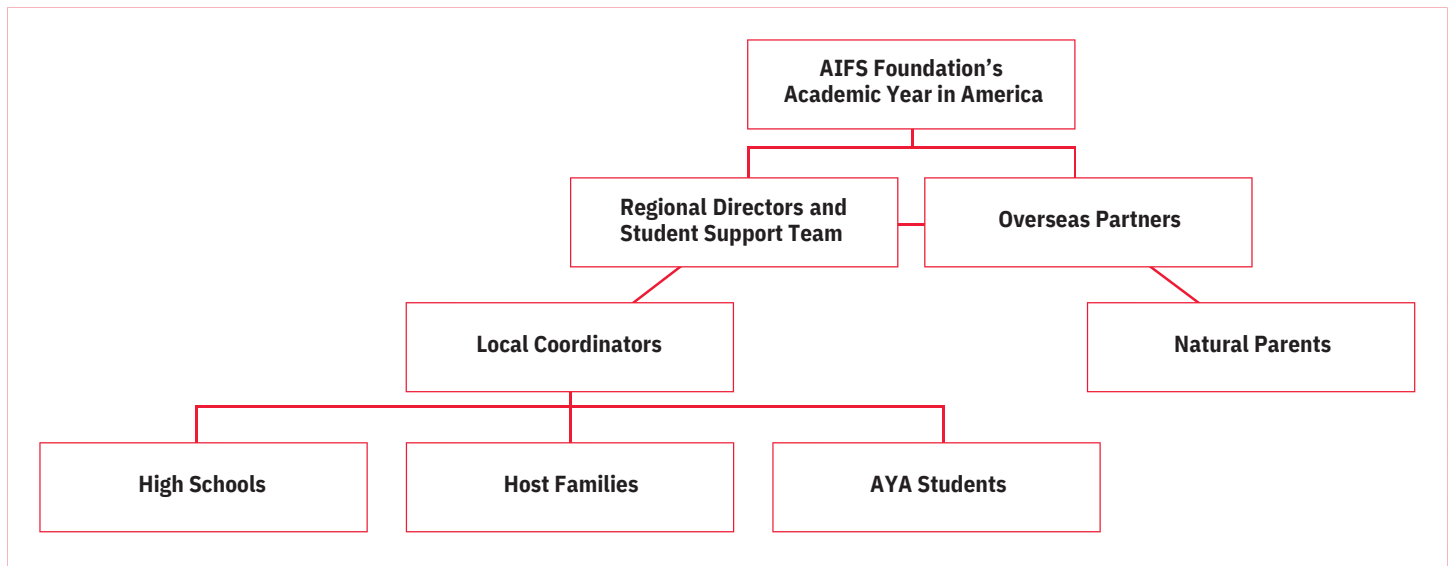 AIFS Foundation’s
Academic Year in America
Regional Directors and
Student Support Team
Overseas Partners
Local Coordinators
Natural Parents
High Schools
Host Families
AYA Students